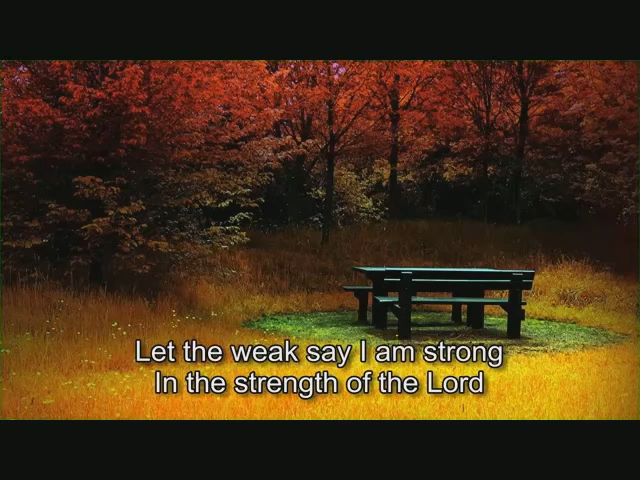 Let the weak say I am strong
In the strength of the Lord